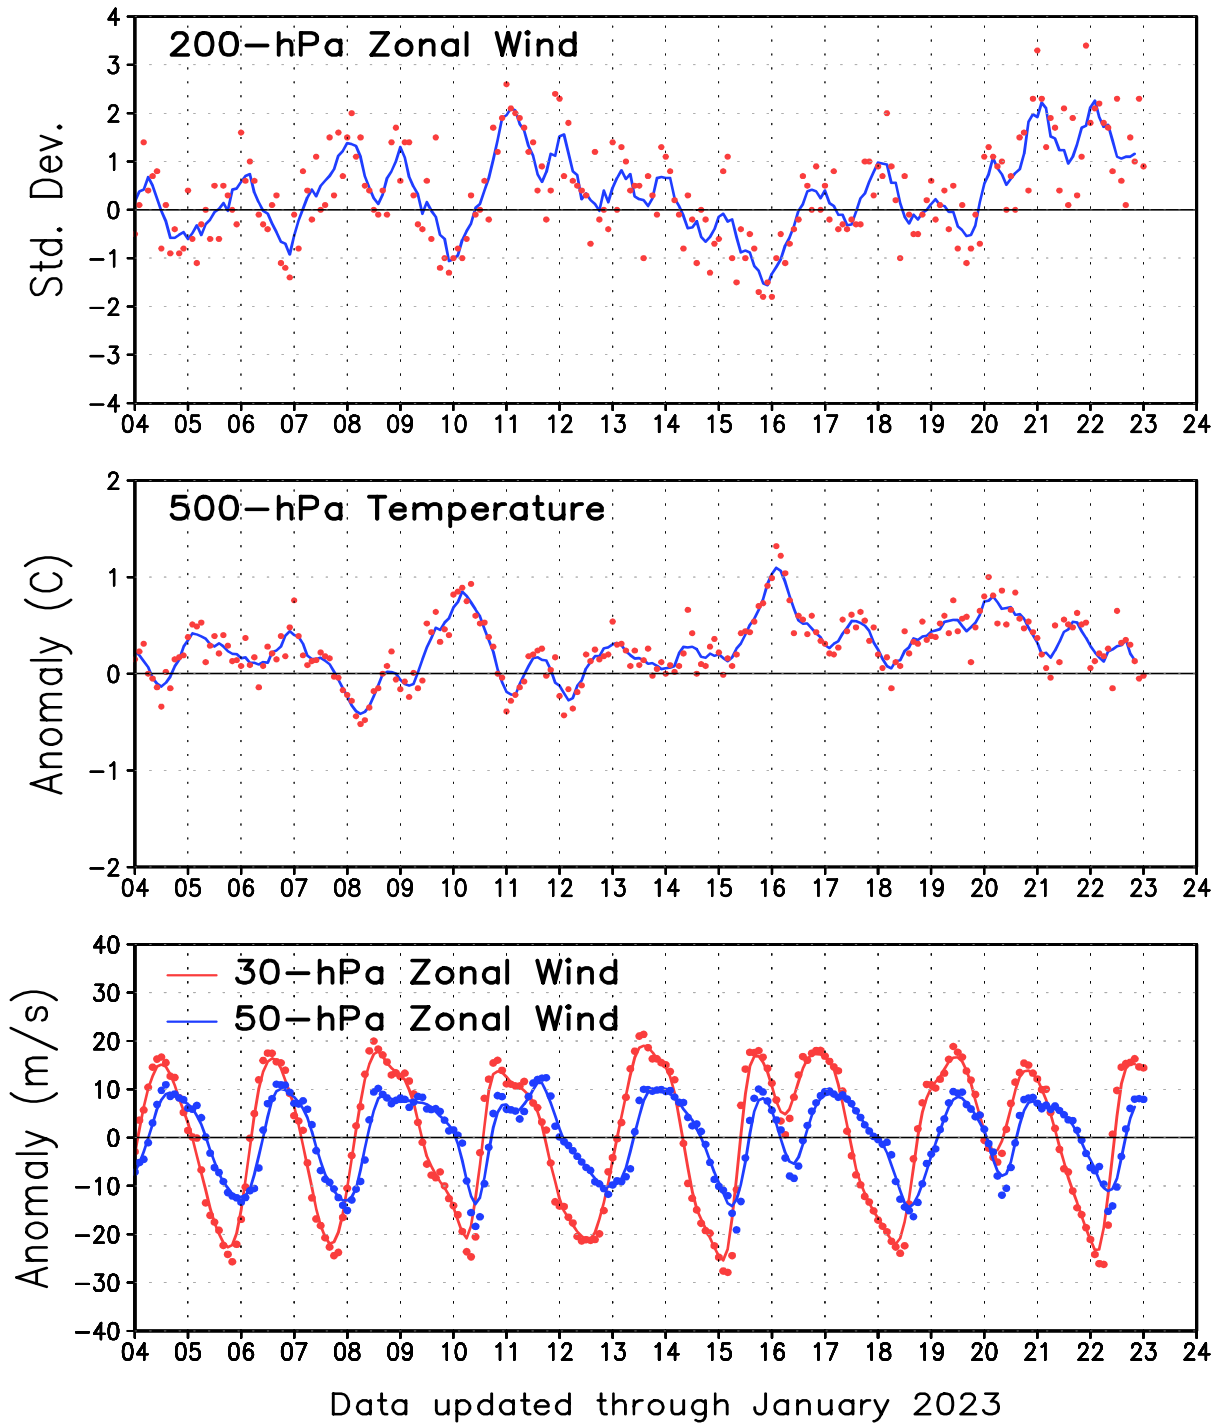 200-hPa Zonal Wind
Std. Dev.
4
3
2
1
0
-1
-2
-3
-4
04 05 06 07 08 09 10 11 12 13 14 15 16 17 18 19 20 21 22 23 24
500-hPa Temperature
Anomaly (C)
2
1
0
-1
-2
04 05 06 07 08 09 10 11 12 13 14 15 16 17 18 19 20 21 22 23 24
30-hPa Zonal Wind
50-hPa Zonal Wind
Anomaly (m/s)
40
30
20
10
0
-10
-20
-30
-40
04 05 06 07 08 09 10 11 12 13 14 15 16 17 18 19 20 21 22 23 24
Data updated through January 2023